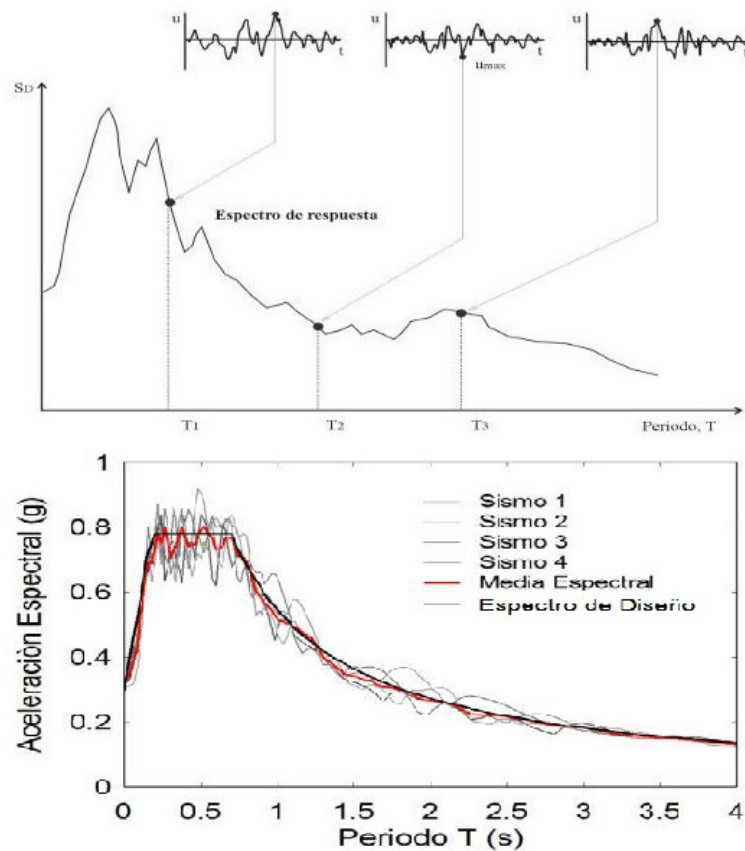 u
t
u
t
umax
u
t
SD
Espectro de respuesta
T1
T2
T3
Periodo, T
1
0.8
0.6
0.4
0.2
0
Aceleración Espectral (g)
Sismo 1
Sismo 2
Sismo 3
Sismo 4
Media Espectral
Espectro de Diseño
0
0.5
1
1.5
2
2.5
3
3.5
4
Periodo T (s)